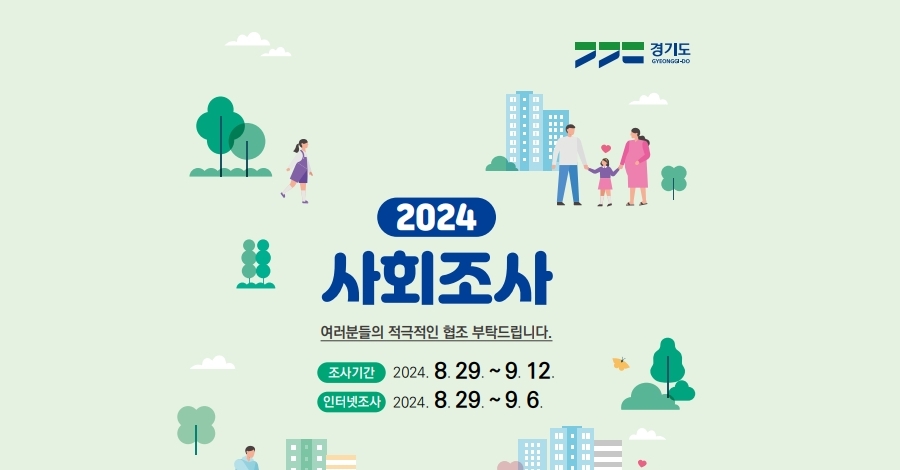 경기도
GYEONGGI-DO
2024
사회조사
여러분들의 적극적인 협조 부탁드립니다.
조사기간 2024. 8. 29. ~ 9. 12.
인터넷조사 2024. 8. 29. ~ 9. 6.